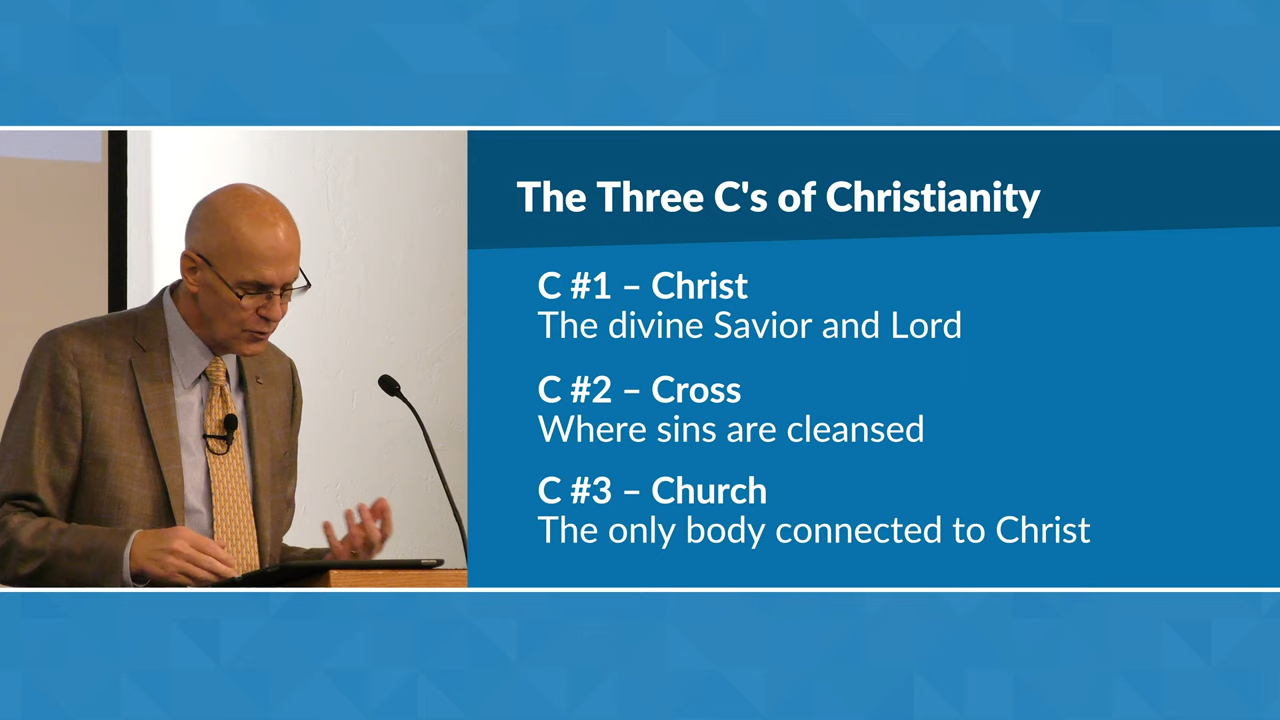 The Three C's of Christianity
C #1 – Christ
The divine Savior and Lord
C #2 – Cross
Where sins are cleansed
C #3 – Church
The only body connected to Christ